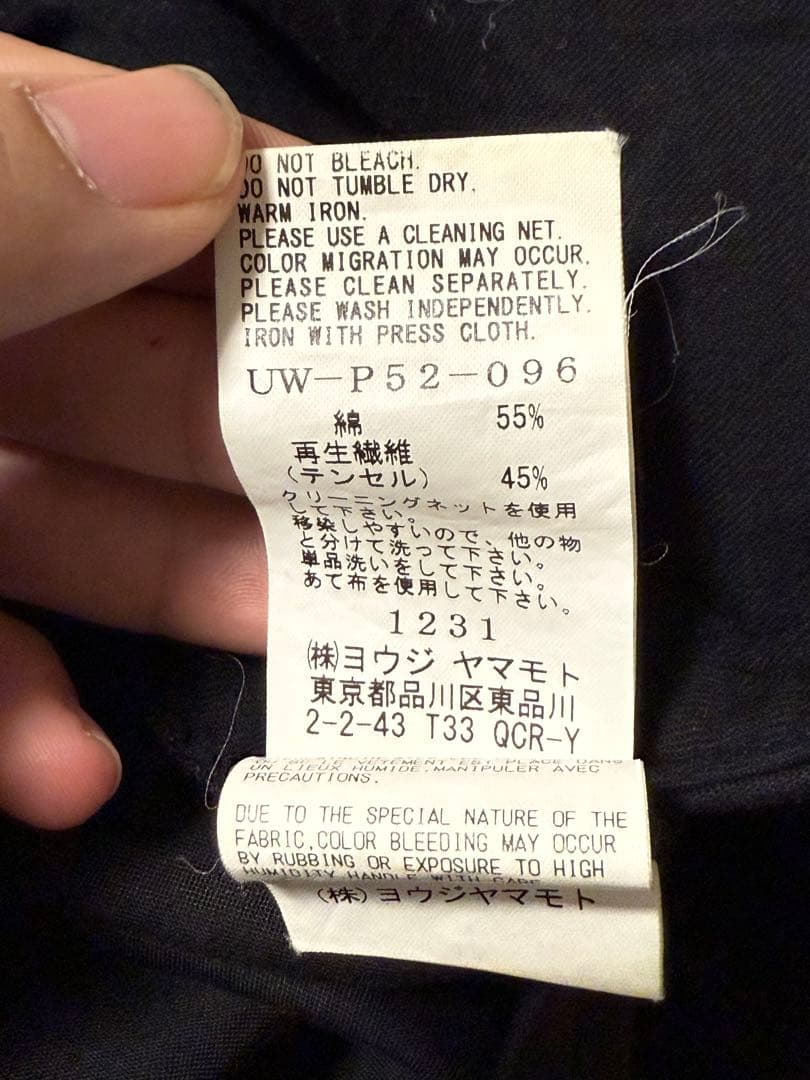 DO NOT BLEACH.
DO NOT TUMBLE DRY.
WARM IRON.
PLEASE USE A CLEANING NET.
COLOR MIGRATION MAY OCCUR.
PLEASE CLEAN SEPARATELY.
PLEASE WASH INDEPENDENTLY.
IRON WITH PRESS CLOTH.
UW-P52-096
綿 55%
再生繊維
(テンセル) 45%
クリーニングネットを使用
して下さい。
移染しやすいので、他の物
と分けて洗って下さい。
単品洗いをして下さい。
あて布を使用して下さい。
1231
(株)ヨウジ ヤマモト
東京都品川区東品川
2-2-43 T33 QCR-Y
VETEMENT EST PLACE DANS
UN LIEUX HUMIDE.MANIPULER AVEC
PRECAUTIONS.
DUE TO THE SPECIAL NATURE OF THE
FABRIC,COLOR BLEEDING MAY OCCUR
BY RUBBING OR EXPOSURE TO HIGH
HUMIDITY HANDLE WITH CARE
(株)ヨウジヤマモト